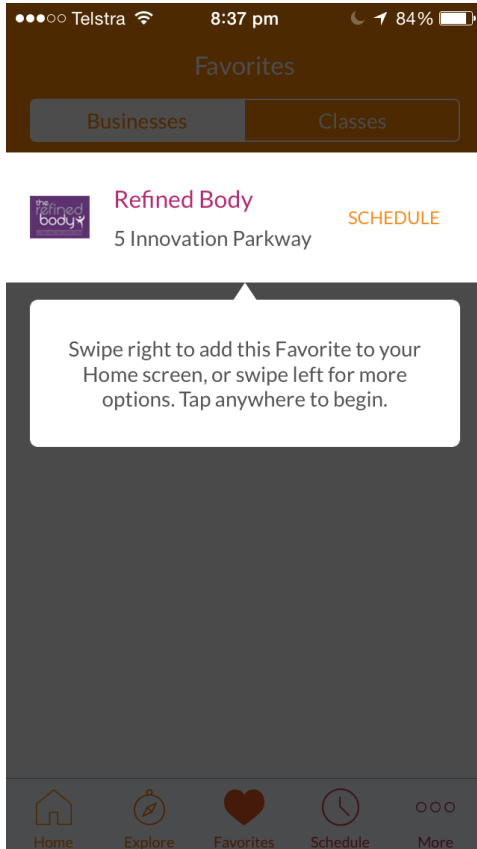 Telstra 8:37 pm 84%
Favorites
Businesses Classes
the
refined
body
Refined Body
SCHEDULE
5 Innovation Parkway
Swipe right to add this Favorite to your
Home screen, or swipe left for more
options. Tap anywhere to begin.
Home Explore Favorites Schedule More